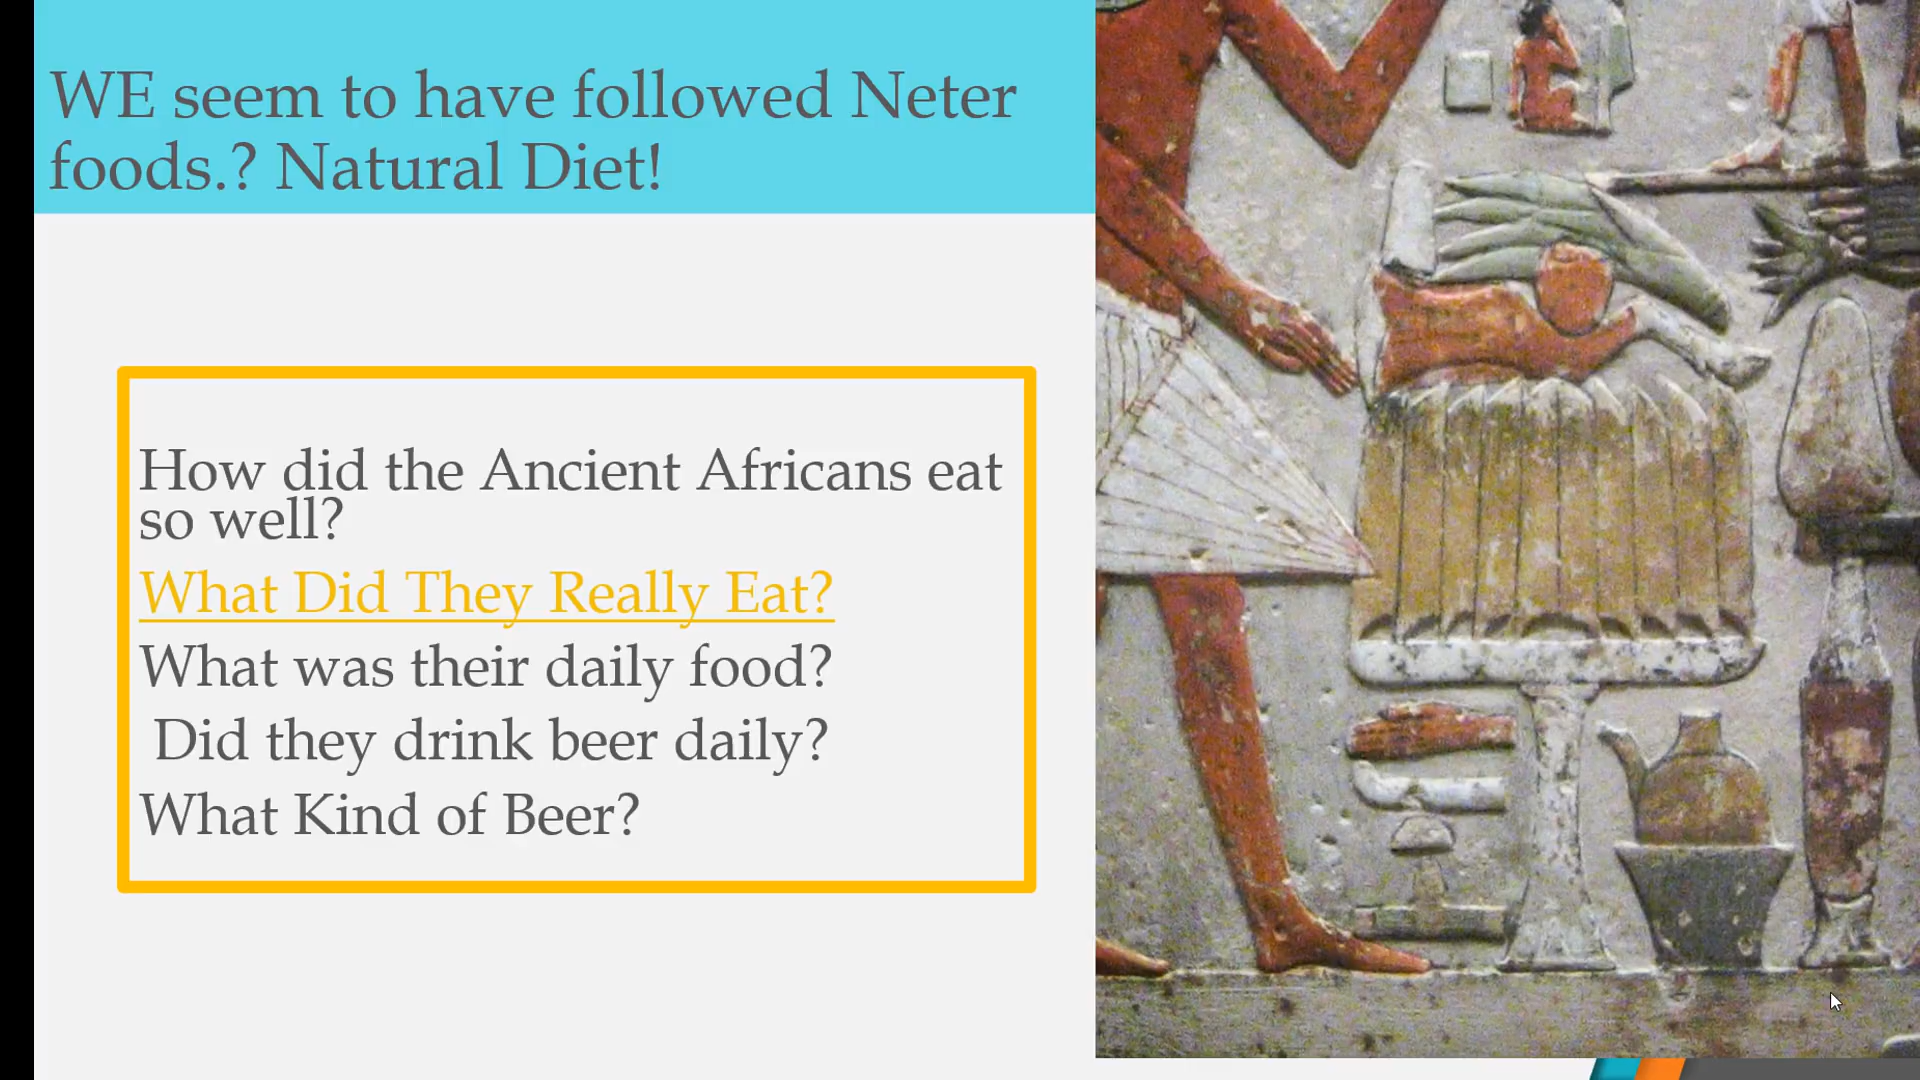 WE seem to have followed Neter
foods.? Natural Diet!
How did the Ancient Africans eat
so well?
What Did They Really Eat?
What was their daily food?
Did they drink beer daily?
What Kind of Beer?